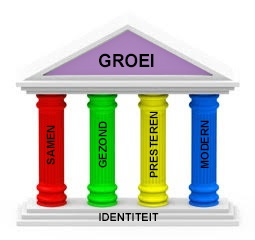 GROEI
SAMEN
GEZOND
PRESTEREN
MODERN
IDENTITEIT